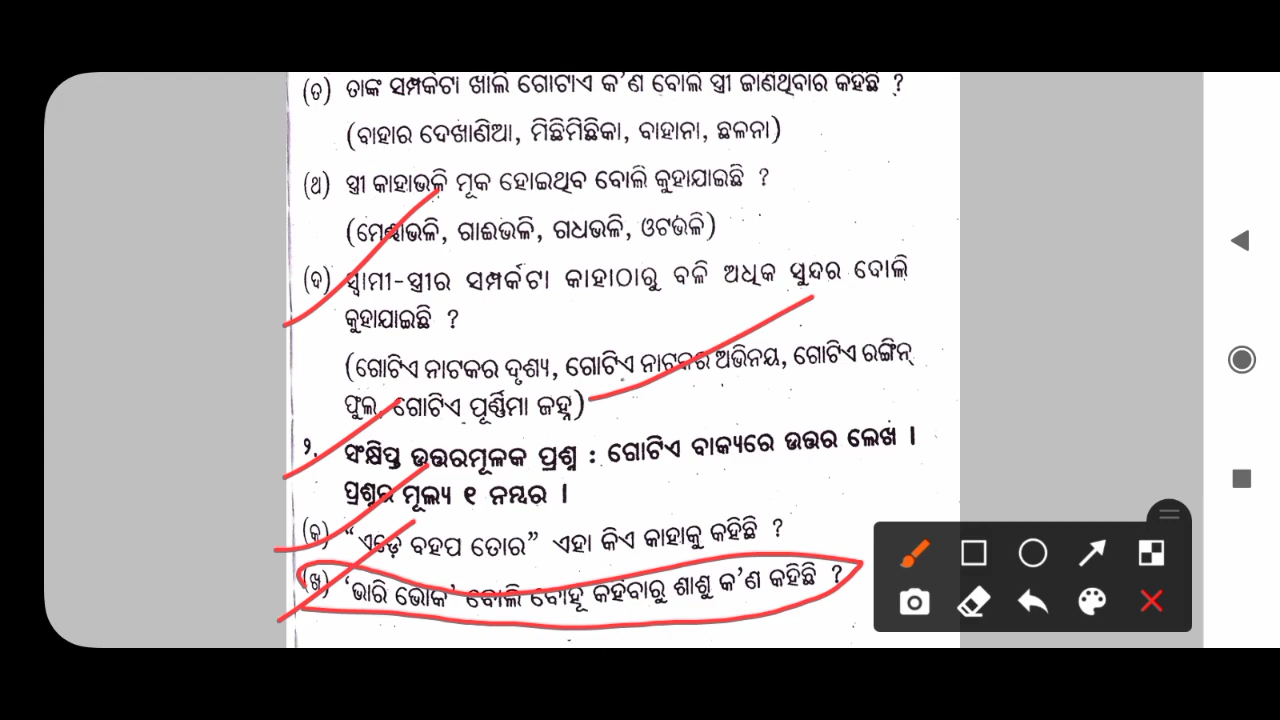 (ତ) ତାଙ୍କ ସମ୍ପର୍କଟା ଖାଲି ଗୋଟାଏ କ'ଣ ବୋଲି ସ୍ତ୍ରୀ ଜାଣିଥିବାର କହିଛି ?
(ବାହାର ଦେଖାଣିଆ, ମିଛିମିଛିକା, ବାହାନା, ଛଳନା)
(ଥ) ସ୍ତ୍ରୀ କାହାଭଳି ମୂକ ହୋଇଥିବ ବୋଲି କୁହାଯାଇଛି ?
(ମେଣ୍ଢାଭଳି, ଗାଈଭଳି, ଗଧଭଳି, ଓଟଭଳି)
(ଦ) ସ୍ୱାମୀ-ସ୍ତ୍ରୀର ସମ୍ପର୍କଟା କାହାଠାରୁ ବଳି ଅଧିକ ସୁନ୍ଦର ବୋଲି
କୁହାଯାଇଛି ?
(ଗୋଟିଏ ନାଟକର ଦୃଶ୍ୟ, ଗୋଟିଏ ନାଟକର ଅଭିନୟ, ଗୋଟିଏ ରଙ୍ଗିନ୍
ଫୁଲ, ଗୋଟିଏ ପୂର୍ଣ୍ଣିମା ଜହ୍ନ)
୨. ସଂକ୍ଷିପ୍ତ ଉତ୍ତରମୂଳକ ପ୍ରଶ୍ନ : ଗୋଟିଏ ବାକ୍ୟରେ ଉତ୍ତର ଲେଖ ।
ପ୍ରଶ୍ନର ମୂଲ୍ୟ ୧ ନମ୍ବର ।
(କ) “ଏଡ଼େ ବହପ ତୋର” ଏହା କିଏ କାହାକୁ କହିଛି ?
(ଖ) ‘ଭାରି ଭୋକ’ ବୋଲି ବୋହୂ କହିବାରୁ ଶାଶୁ କ'ଣ କହିଛି ?